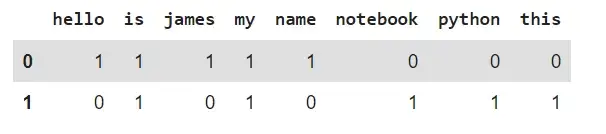 hello is james my name notebook python this
0 1 1 1 1 1 0 0 0
1 0 1 0 1 0 1 1 1